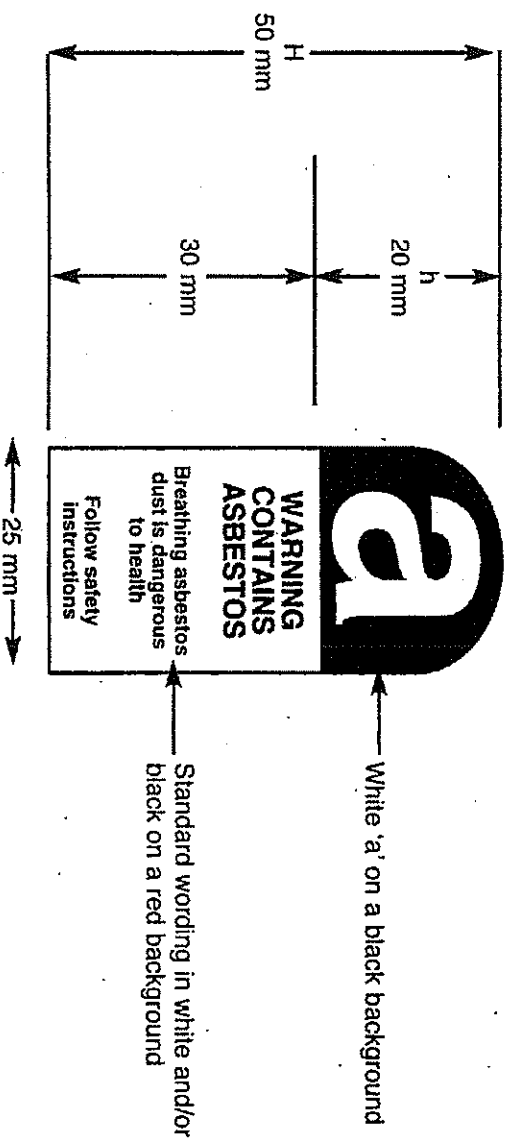 H
50 mm
h
20 mm
30 mm
a
WARNING
CONTAINS
ASBESTOS
Breathing asbestos
dust is dangerous
to health
Follow safety
instructions
25 mm
White ‘a’ on a black background
Standard wording in white and/or
black on a red background